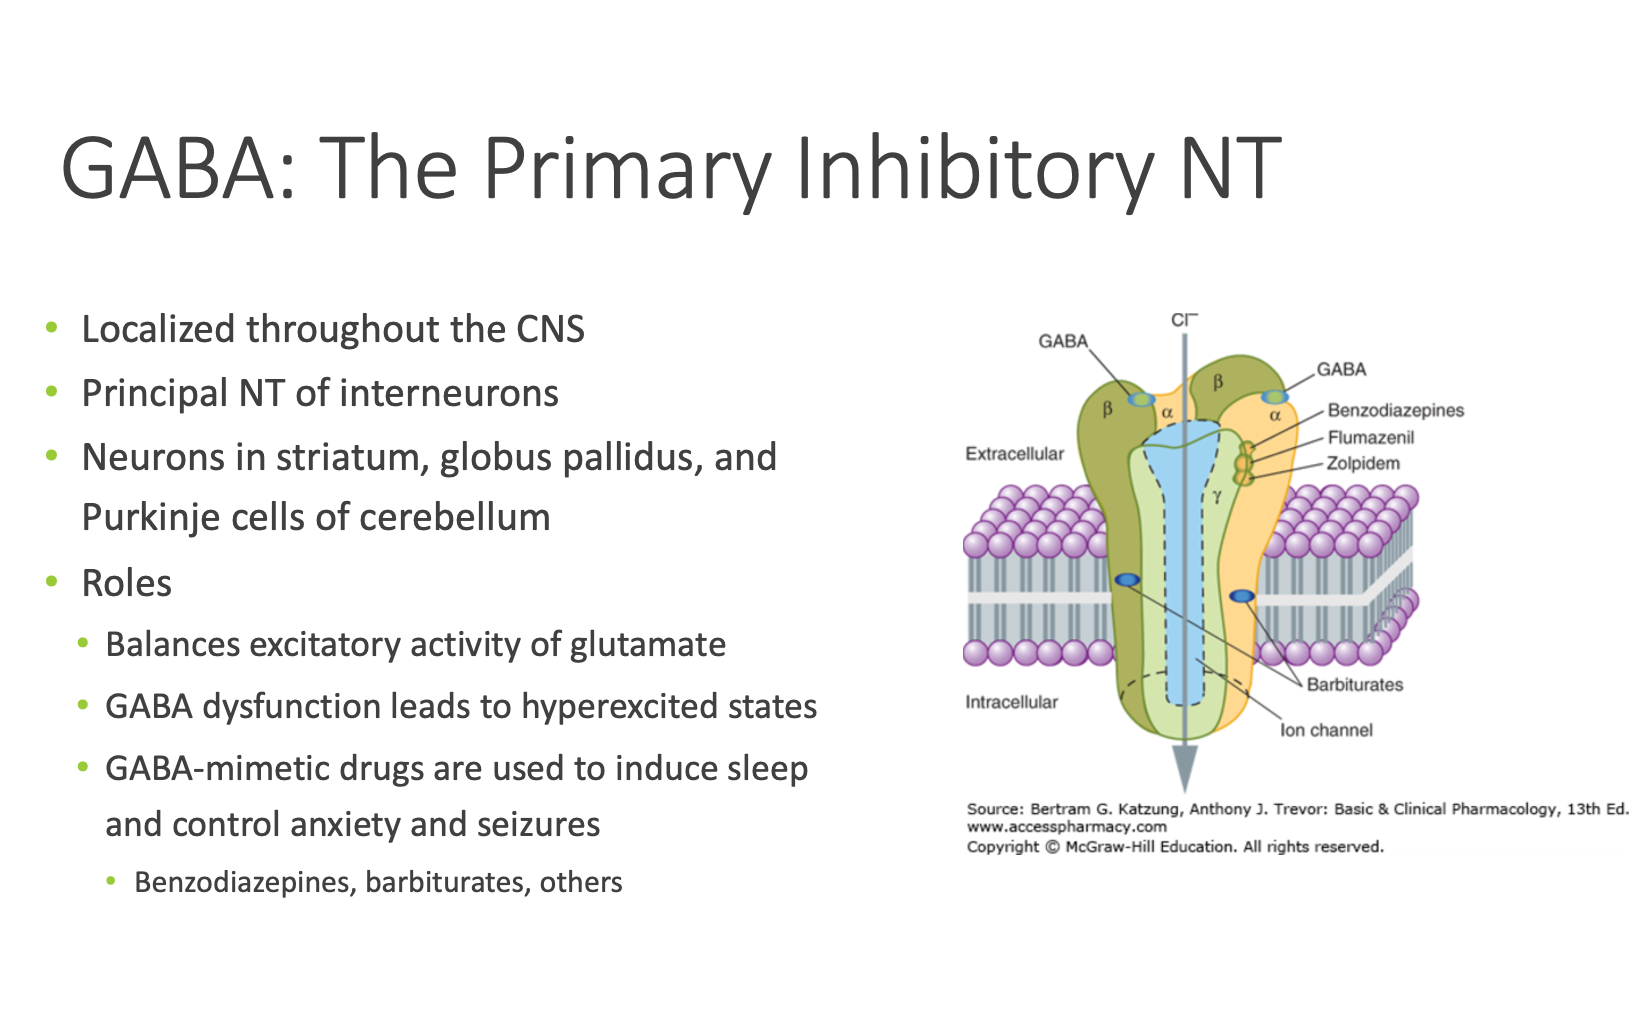 GABA: The Primary Inhibitory NT
• Localized throughout the CNS
• Principal NT of interneurons
• Neurons in striatum, globus pallidus, and
Purkinje cells of cerebellum
• Roles
• Balances excitatory activity of glutamate
• GABA dysfunction leads to hyperexcited states
• GABA-mimetic drugs are used to induce sleep
and control anxiety and seizures
• Benzodiazepines, barbiturates, others
Cl⁻
GABA
GABA
β
β
α
α
Benzodiazepines
Flumazenil
Zolpidem
Extracellular
γ
Barbiturates
Intracellular
Ion channel
Source: Bertram G. Katzung, Anthony J. Trevor: Basic & Clinical Pharmacology, 13th Ed.
www.accesspharmacy.com
Copyright © McGraw-Hill Education. All rights reserved.